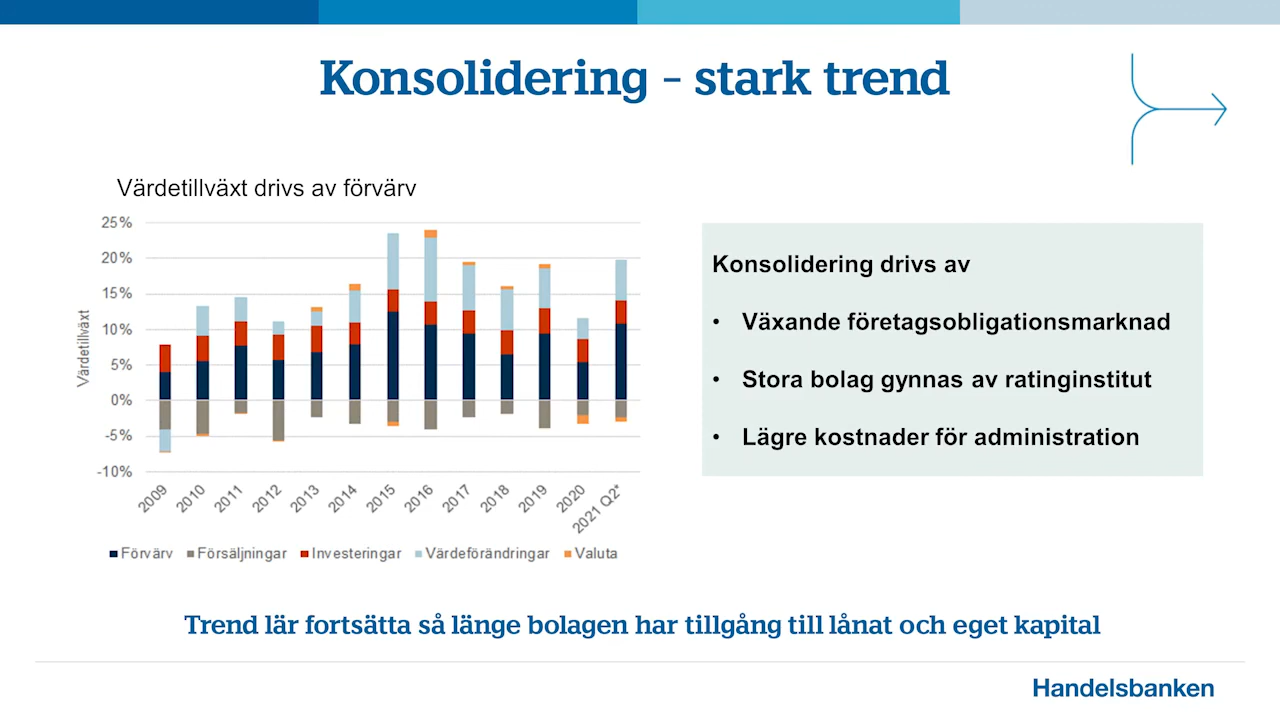 Konsolidering – stark trend
Värdetillväxt drivs av förvärv
25%
20%
15%
10%
5%
0%
-5%
-10%
Värdetillväxt
2009
2010
2011
2012
2013
2014
2015
2016
2017
2018
2019
2020
2021 Q2*
Förvärv Försäljningar Investeringar Värdeförändringar Valuta
Konsolidering drivs av
• Växande företagsobligationsmarknad
• Stora bolag gynnas av ratinginstitut
• Lägre kostnader för administration
Trend lär fortsätta så länge bolagen har tillgång till lånat och eget kapital
Handelsbanken